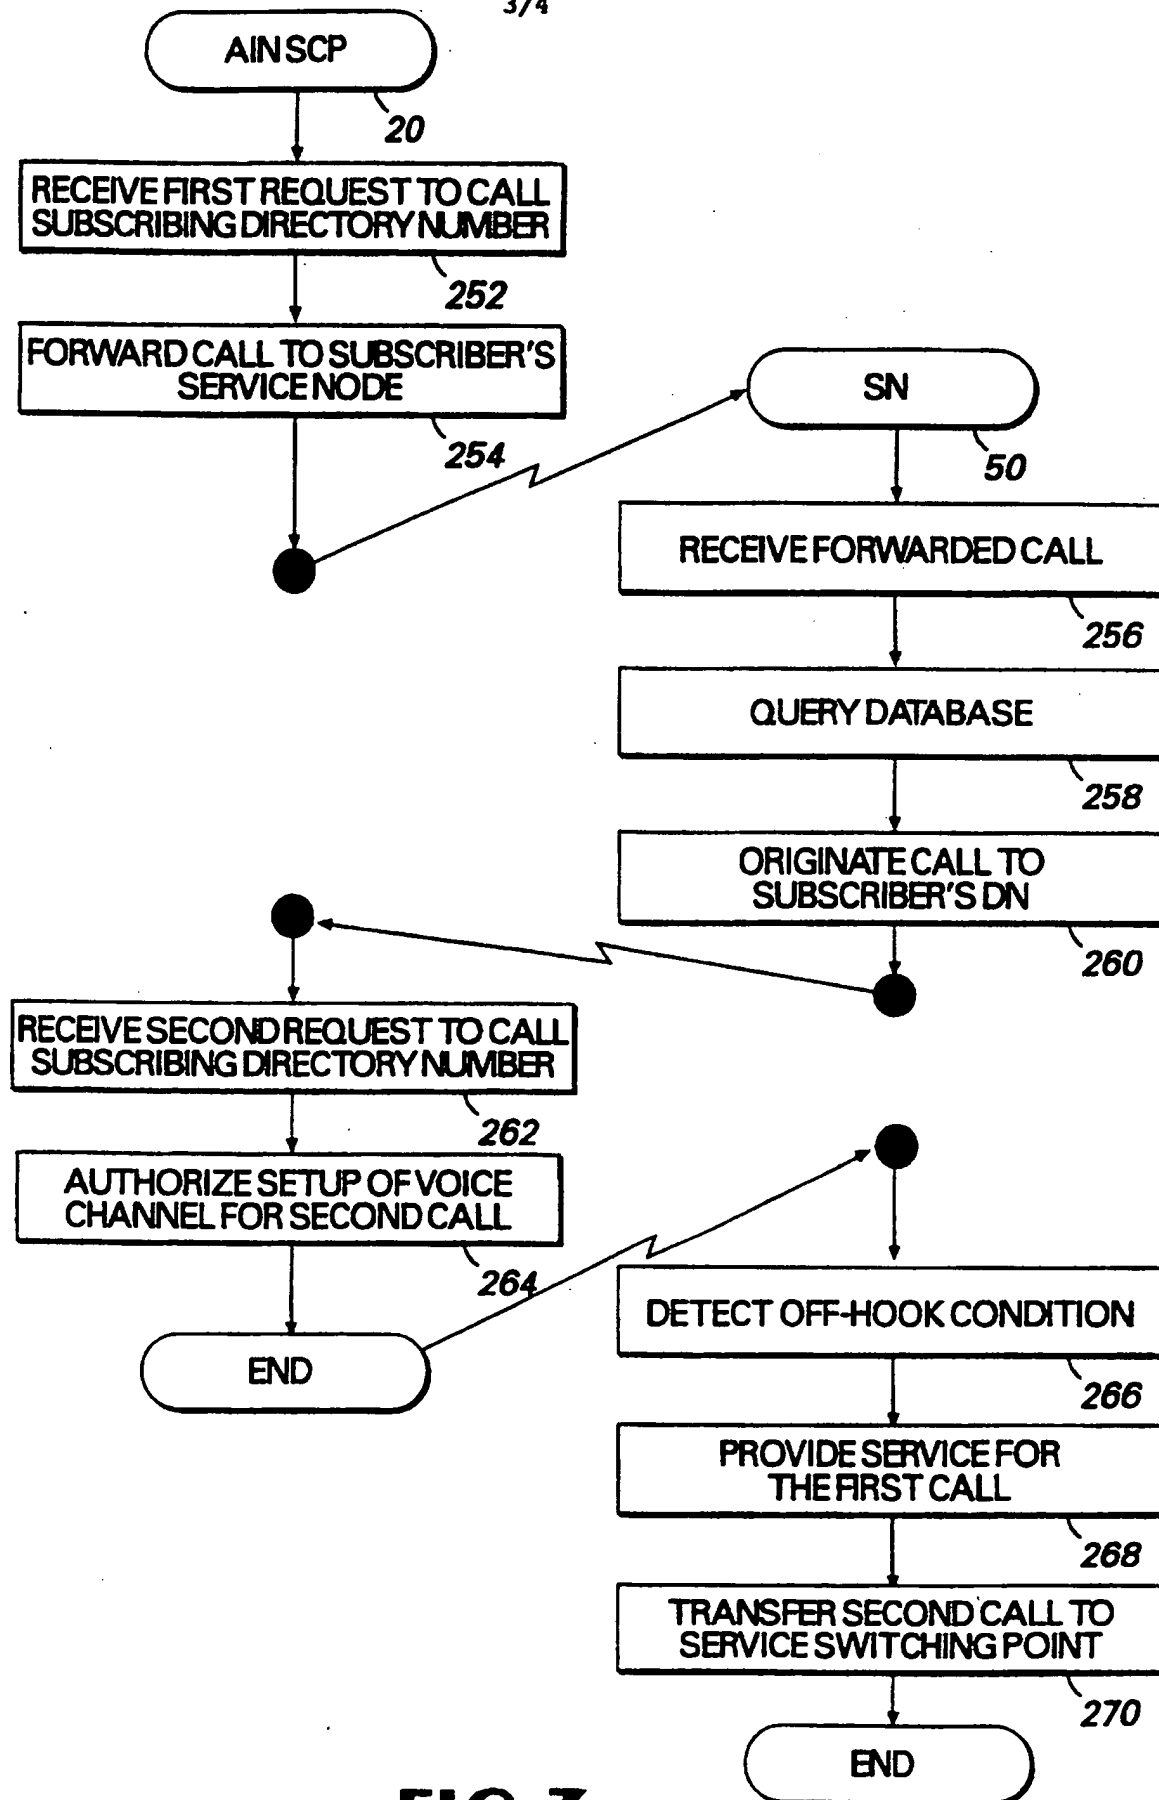 3/4
AIN SCP
20
RECEIVE FIRST REQUEST TO CALL
SUBSCRIBING DIRECTORY NUMBER
252
FORWARD CALL TO SUBSCRIBER'S
SERVICE NODE
254
SN
50
RECEIVE FORWARDED CALL
256
QUERY DATABASE
258
ORIGINATE CALL TO
SUBSCRIBER'S DN
260
RECEIVE SECOND REQUEST TO CALL
SUBSCRIBING DIRECTORY NUMBER
262
AUTHORIZE SETUP OF VOICE
CHANNEL FOR SECOND CALL
264
END
DETECT OFF-HOOK CONDITION
266
PROVIDE SERVICE FOR
THE FIRST CALL
268
TRANSFER SECOND CALL TO
SERVICE SWITCHING POINT
270
END